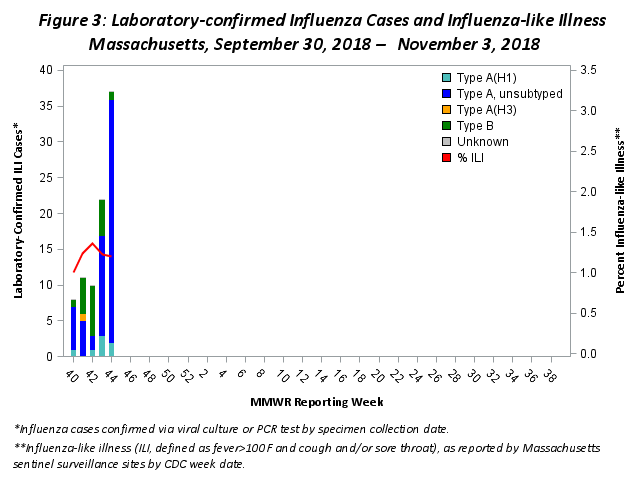 Figure 3: Laboratory-confirmed Influenza Cases and Influenza-like Illness
Massachusetts, September 30, 2018 – November 3, 2018
Laboratory-Confirmed ILI Cases*
40
35
30
25
20
15
10
5
0
Type A(H1)
Type A, unsubtyped
Type A(H3)
Type B
Unknown
% ILI
3.5
3.0
2.5
2.0
1.5
1.0
0.5
0.0
Percent Influenza-like Illness**
40 42 44 46 48 50 52 2 4 6 8 10 12 14 16 18 20 22 24 26 28 30 32 34 36 38
MMWR Reporting Week
*Influenza cases confirmed via viral culture or PCR test by specimen collection date.
**Influenza-like illness (ILI, defined as fever>100F and cough and/or sore throat), as reported by Massachusetts
sentinel surveillance sites by CDC week date.